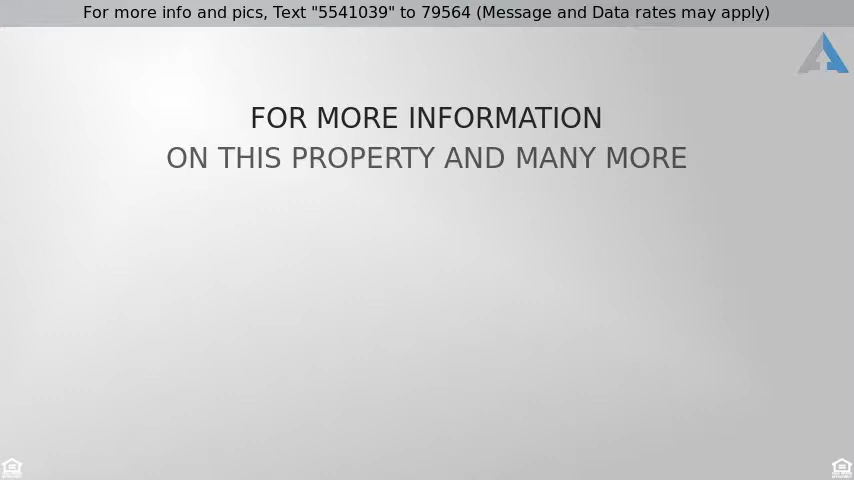 For more info and pics, Text "5541039" to 79564 (Message and Data rates may apply)
FOR MORE INFORMATION
ON THIS PROPERTY AND MANY MORE